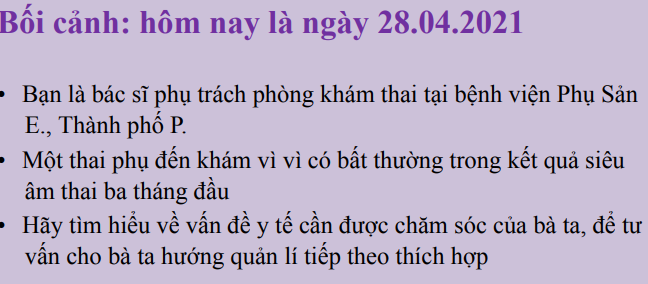 Bối cảnh: hôm nay là ngày 28.04.2021
• Bạn là bác sĩ phụ trách phòng khám thai tại bệnh viện Phụ Sản
E., Thành phố P.
• Một thai phụ đến khám vì vì có bất thường trong kết quả siêu
âm thai ba tháng đầu
• Hãy tìm hiểu về vấn đề y tế cần được chăm sóc của bà ta, để tư
vấn cho bà ta hướng quản lí tiếp theo thích hợp